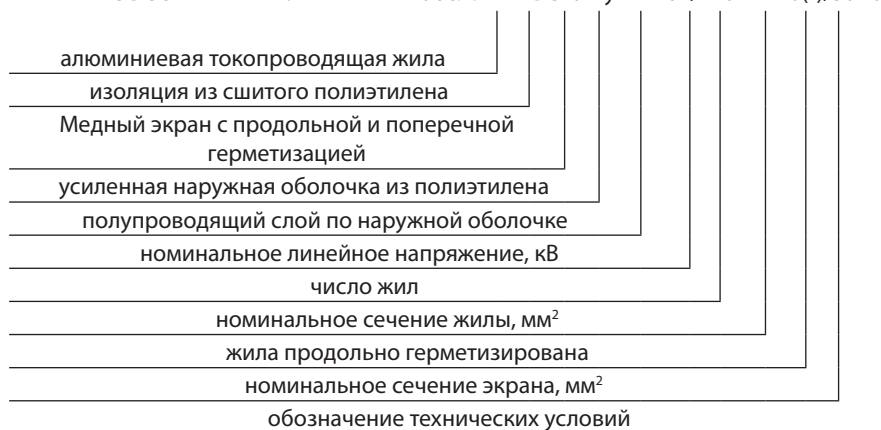 алюминиевая токопроводящая жила
изоляция из сшитого полиэтилена
Медный экран с продольной и поперечной
герметизацией
усиленная наружная оболочка из полиэтилена
полупроводящий слой по наружной оболочке
номинальное линейное напряжение, кВ
число жил
номинальное сечение жилы, мм²
жила продольно герметизирована
номинальное сечение экрана, мм²
обозначение технических условий